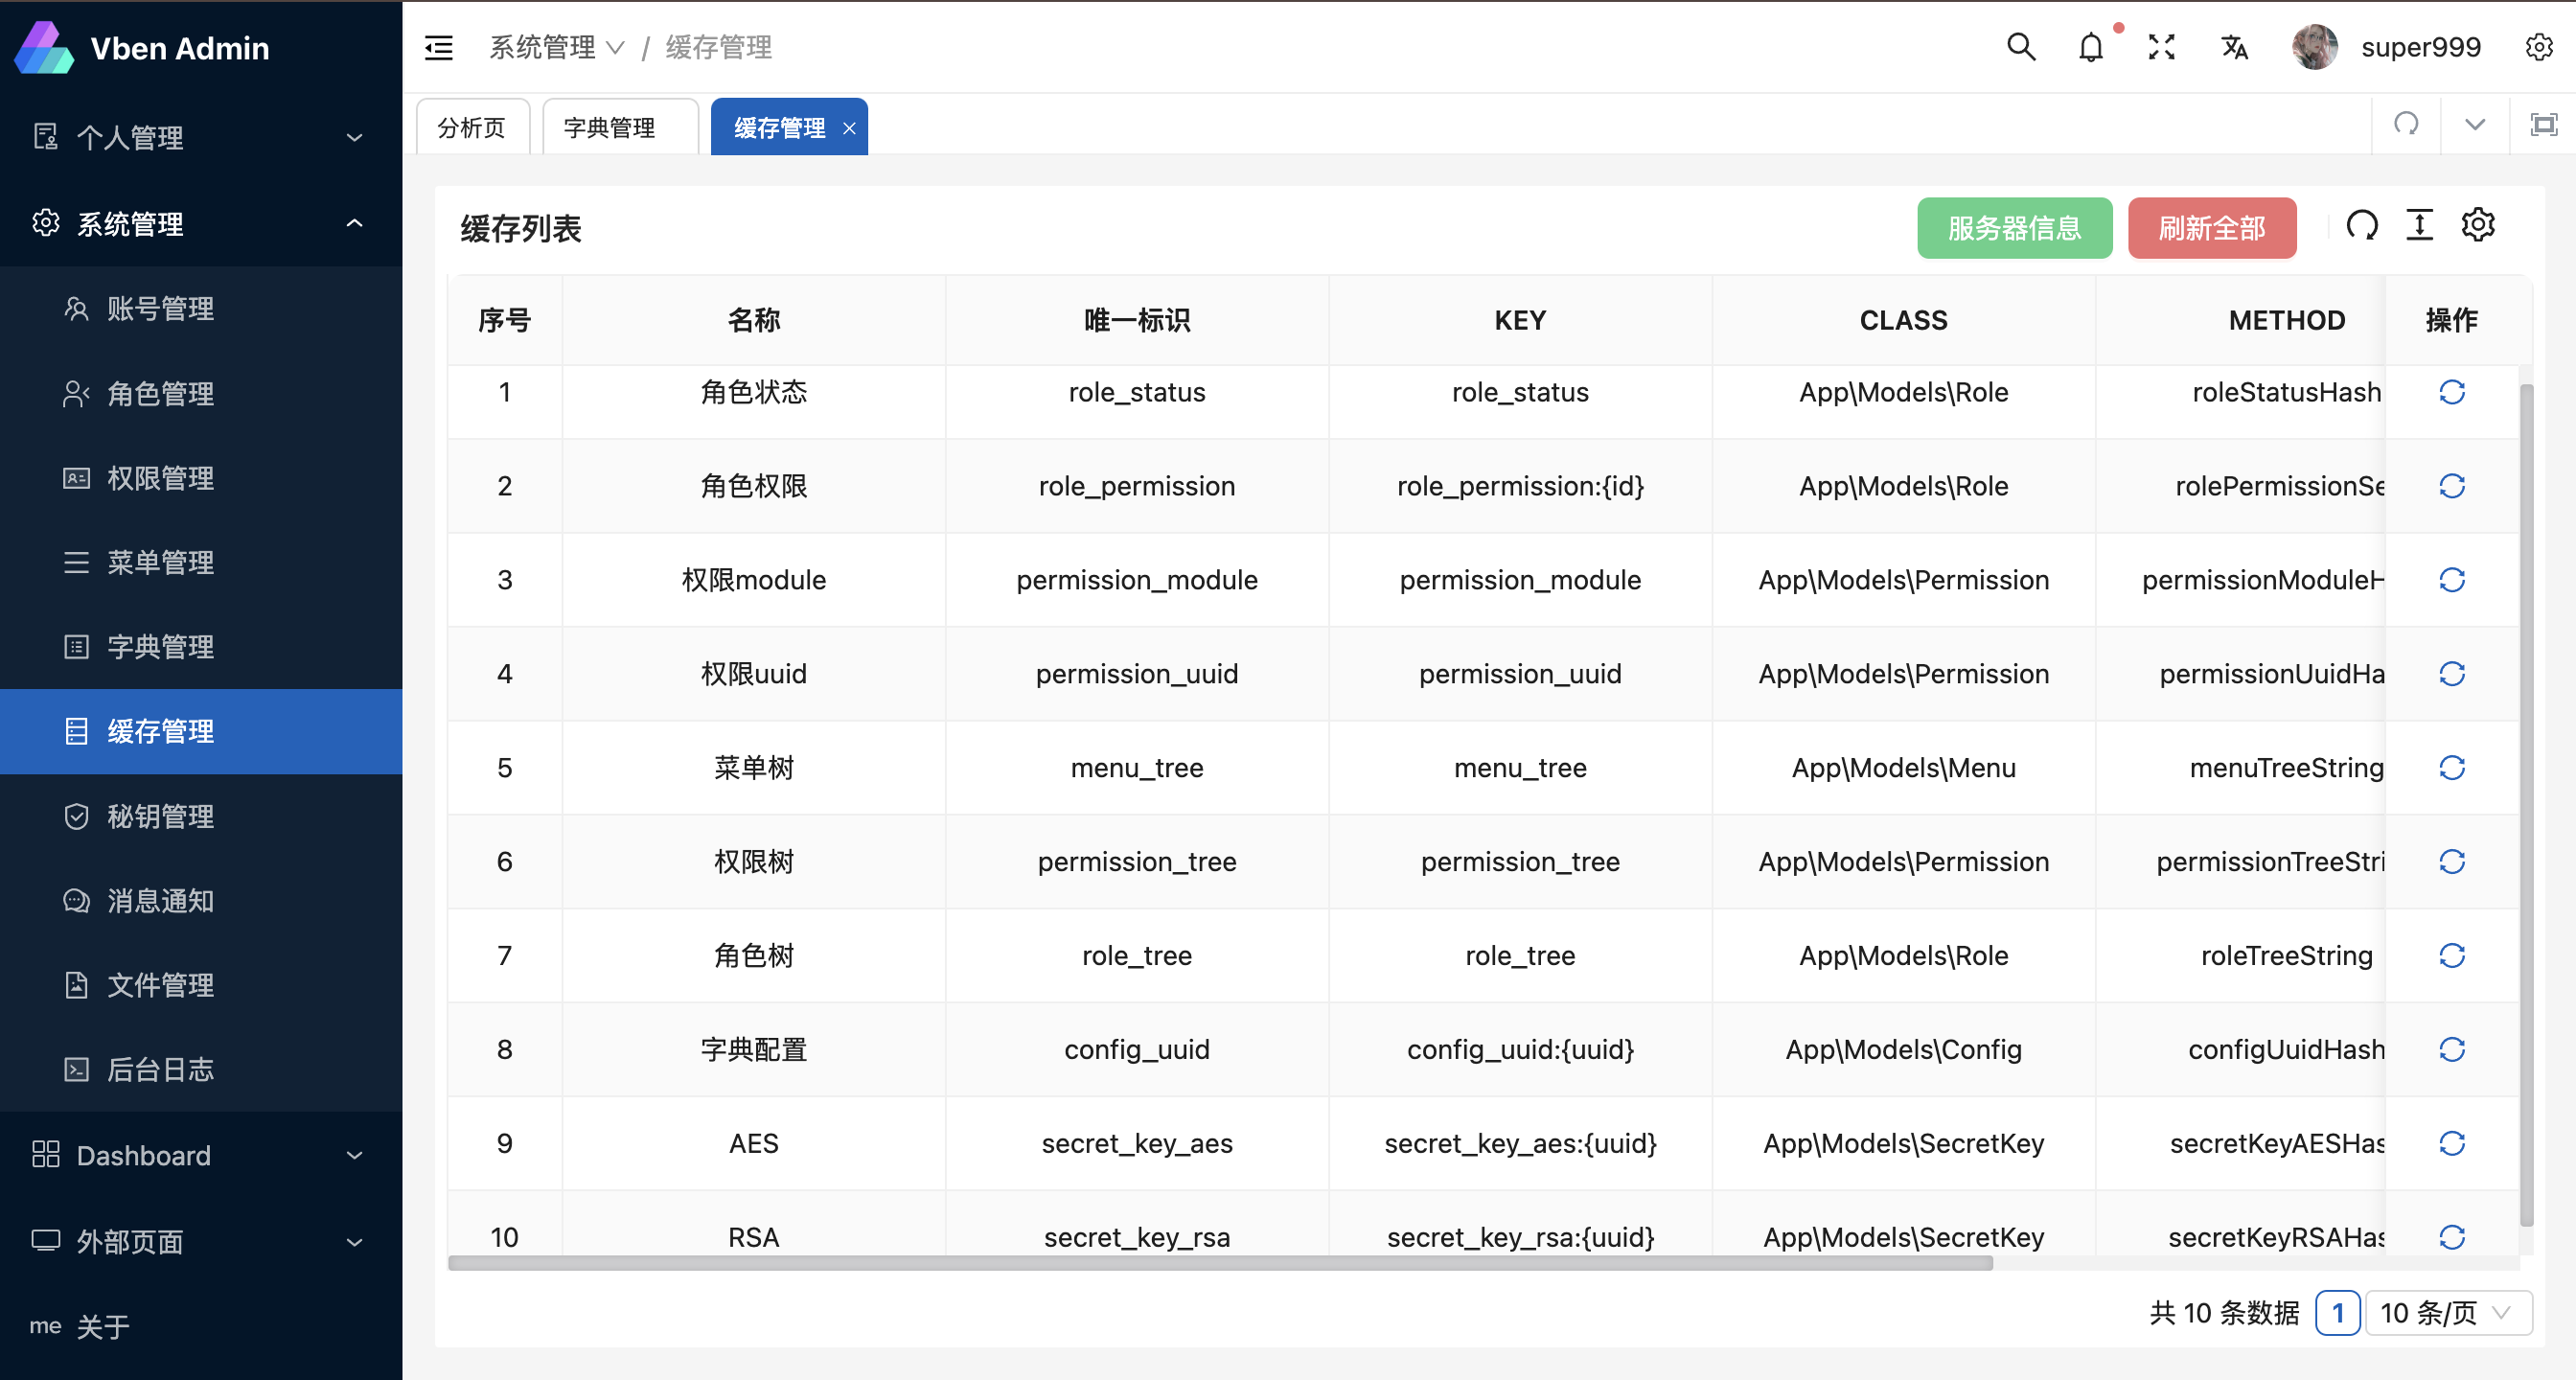 Vben Admin
系统管理 / 缓存管理
super999
分析页
字典管理
缓存管理
个人管理
系统管理
账号管理
角色管理
权限管理
菜单管理
字典管理
缓存管理
秘钥管理
消息通知
文件管理
后台日志
Dashboard
外部页面
me 关于
缓存列表
服务器信息
刷新全部
序号 名称 唯一标识 KEY CLASS METHOD 操作
1 角色状态 role_status role_status App\Models\Role roleStatusHash
2 角色权限 role_permission role_permission:{id} App\Models\Role rolePermissionSe
3 权限module permission_module permission_module App\Models\Permission permissionModuleH
4 权限uuid permission_uuid permission_uuid App\Models\Permission permissionUuidHa
5 菜单树 menu_tree menu_tree App\Models\Menu menuTreeString
6 权限树 permission_tree permission_tree App\Models\Permission permissionTreeStri
7 角色树 role_tree role_tree App\Models\Role roleTreeString
8 字典配置 config_uuid config_uuid:{uuid} App\Models\Config configUuidHash
9 AES secret_key_aes secret_key_aes:{uuid} App\Models\SecretKey secretKeyAESHas
10 RSA secret_key_rsa secret_key_rsa:{uuid} App\Models\SecretKey secretKeyRSAHas
共 10 条数据 1 10 条/页